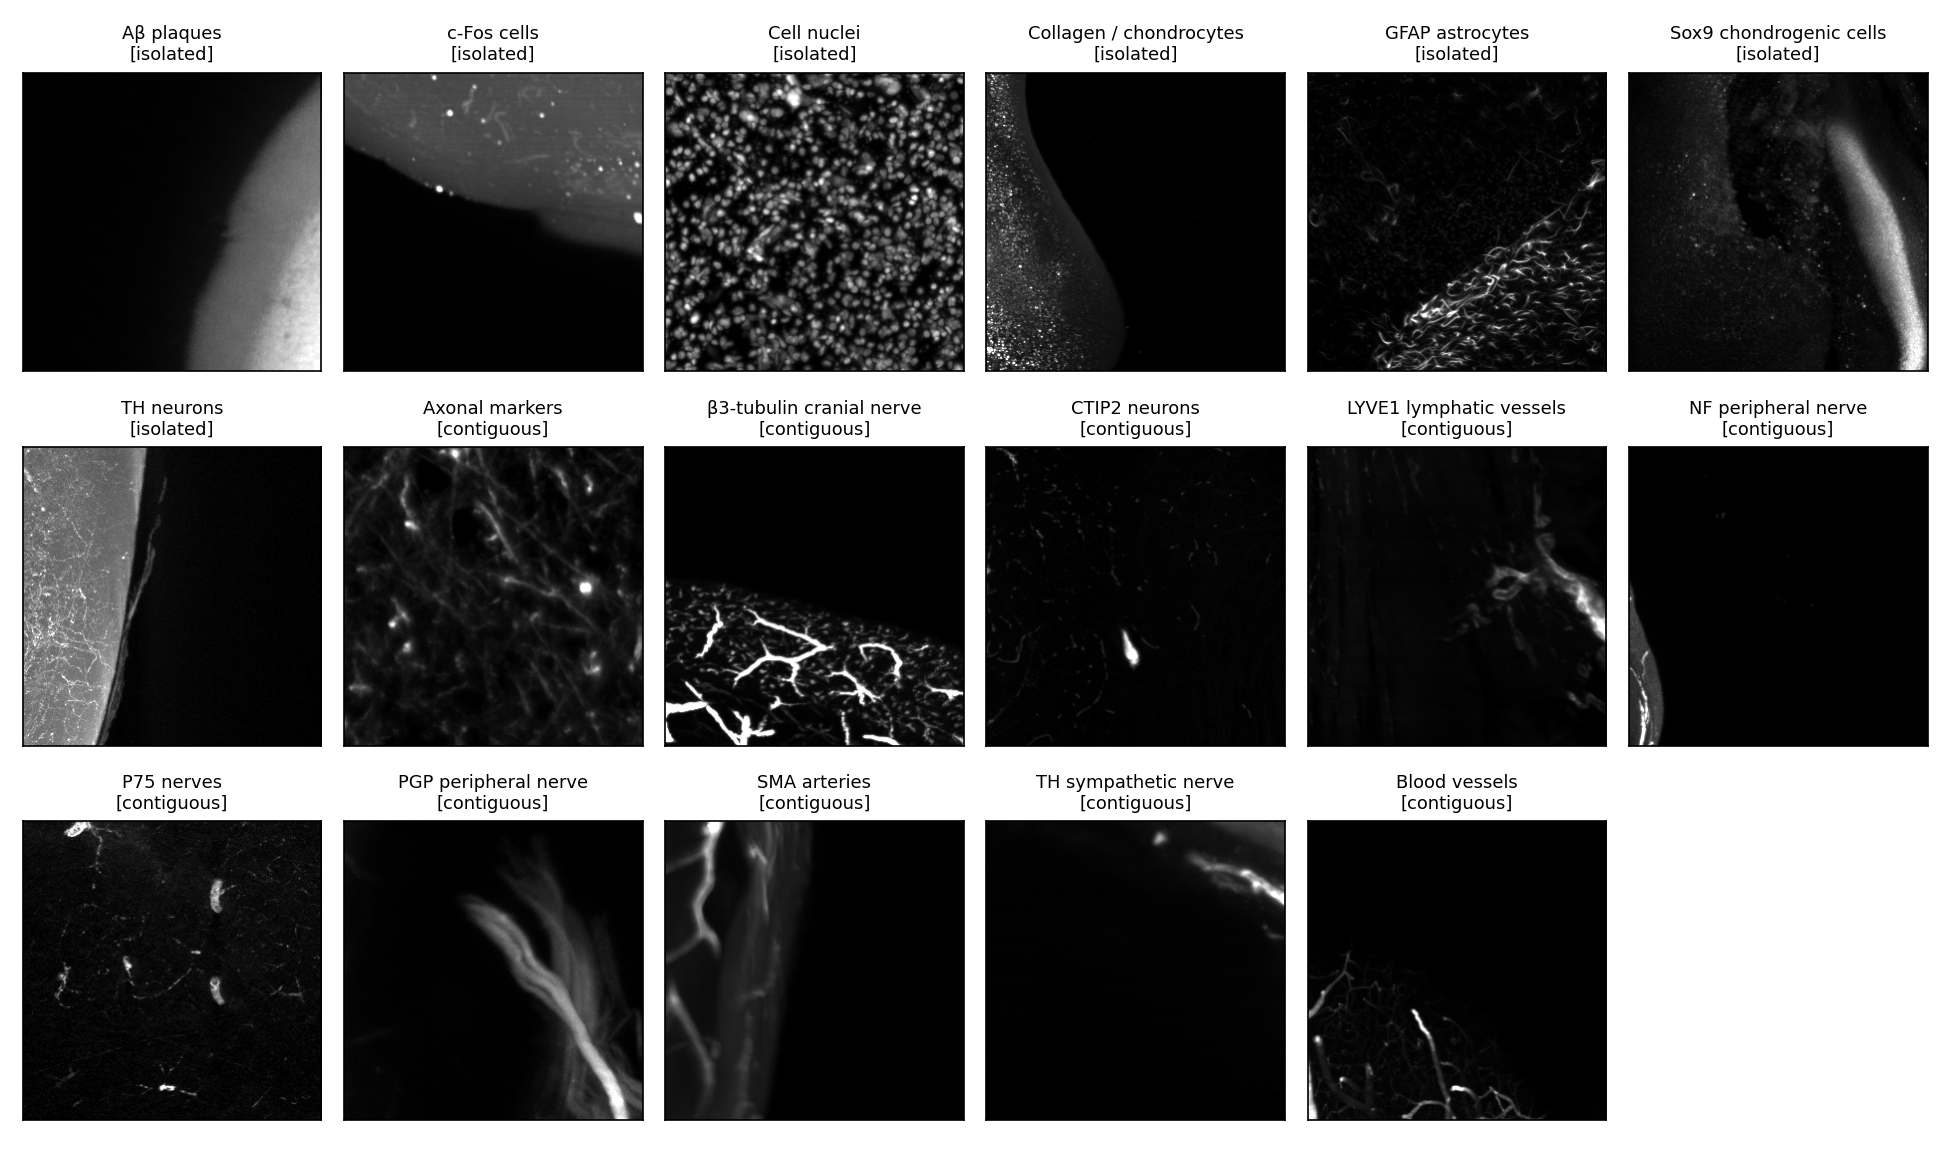 Aβ plaques
[isolated]
c-Fos cells
[isolated]
Cell nuclei
[isolated]
Collagen / chondrocytes
[isolated]
GFAP astrocytes
[isolated]
Sox9 chondrogenic cells
[isolated]
TH neurons
[isolated]
Axonal markers
[contiguous]
β3-tubulin cranial nerve
[contiguous]
CTIP2 neurons
[contiguous]
LYVE1 lymphatic vessels
[contiguous]
NF peripheral nerve
[contiguous]
P75 nerves
[contiguous]
PGP peripheral nerve
[contiguous]
SMA arteries
[contiguous]
TH sympathetic nerve
[contiguous]
Blood vessels
[contiguous]